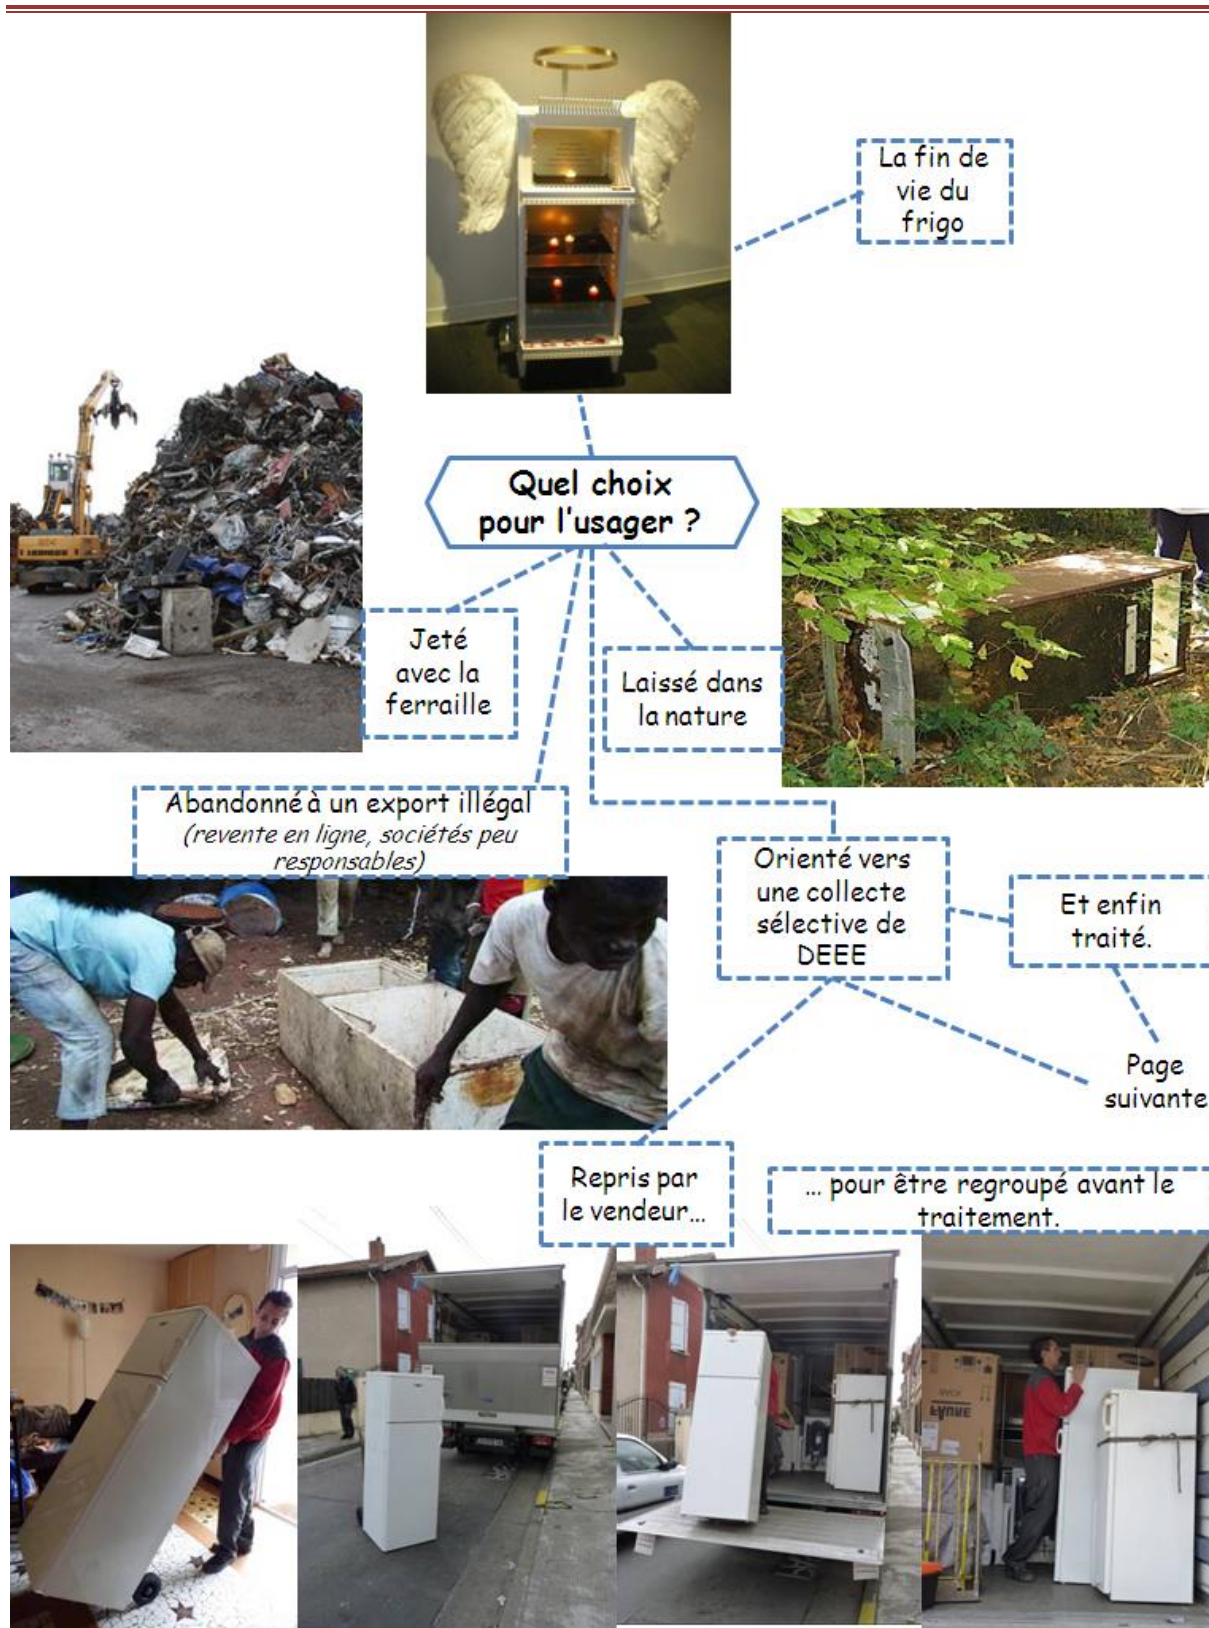 La fin de
vie du
frigo
Quel choix
pour l'usager ?
Jeté
avec la
ferraille
Laissé dans
la nature
Abandonné à un export illégal
(revente en ligne, sociétés peu
responsables)
Orienté vers
une collecte
sélective de
DEEE
Et enfin
traité.
Page
suivante
Repris par
le vendeur...
... pour être regroupé avant le
traitement.
FAURE